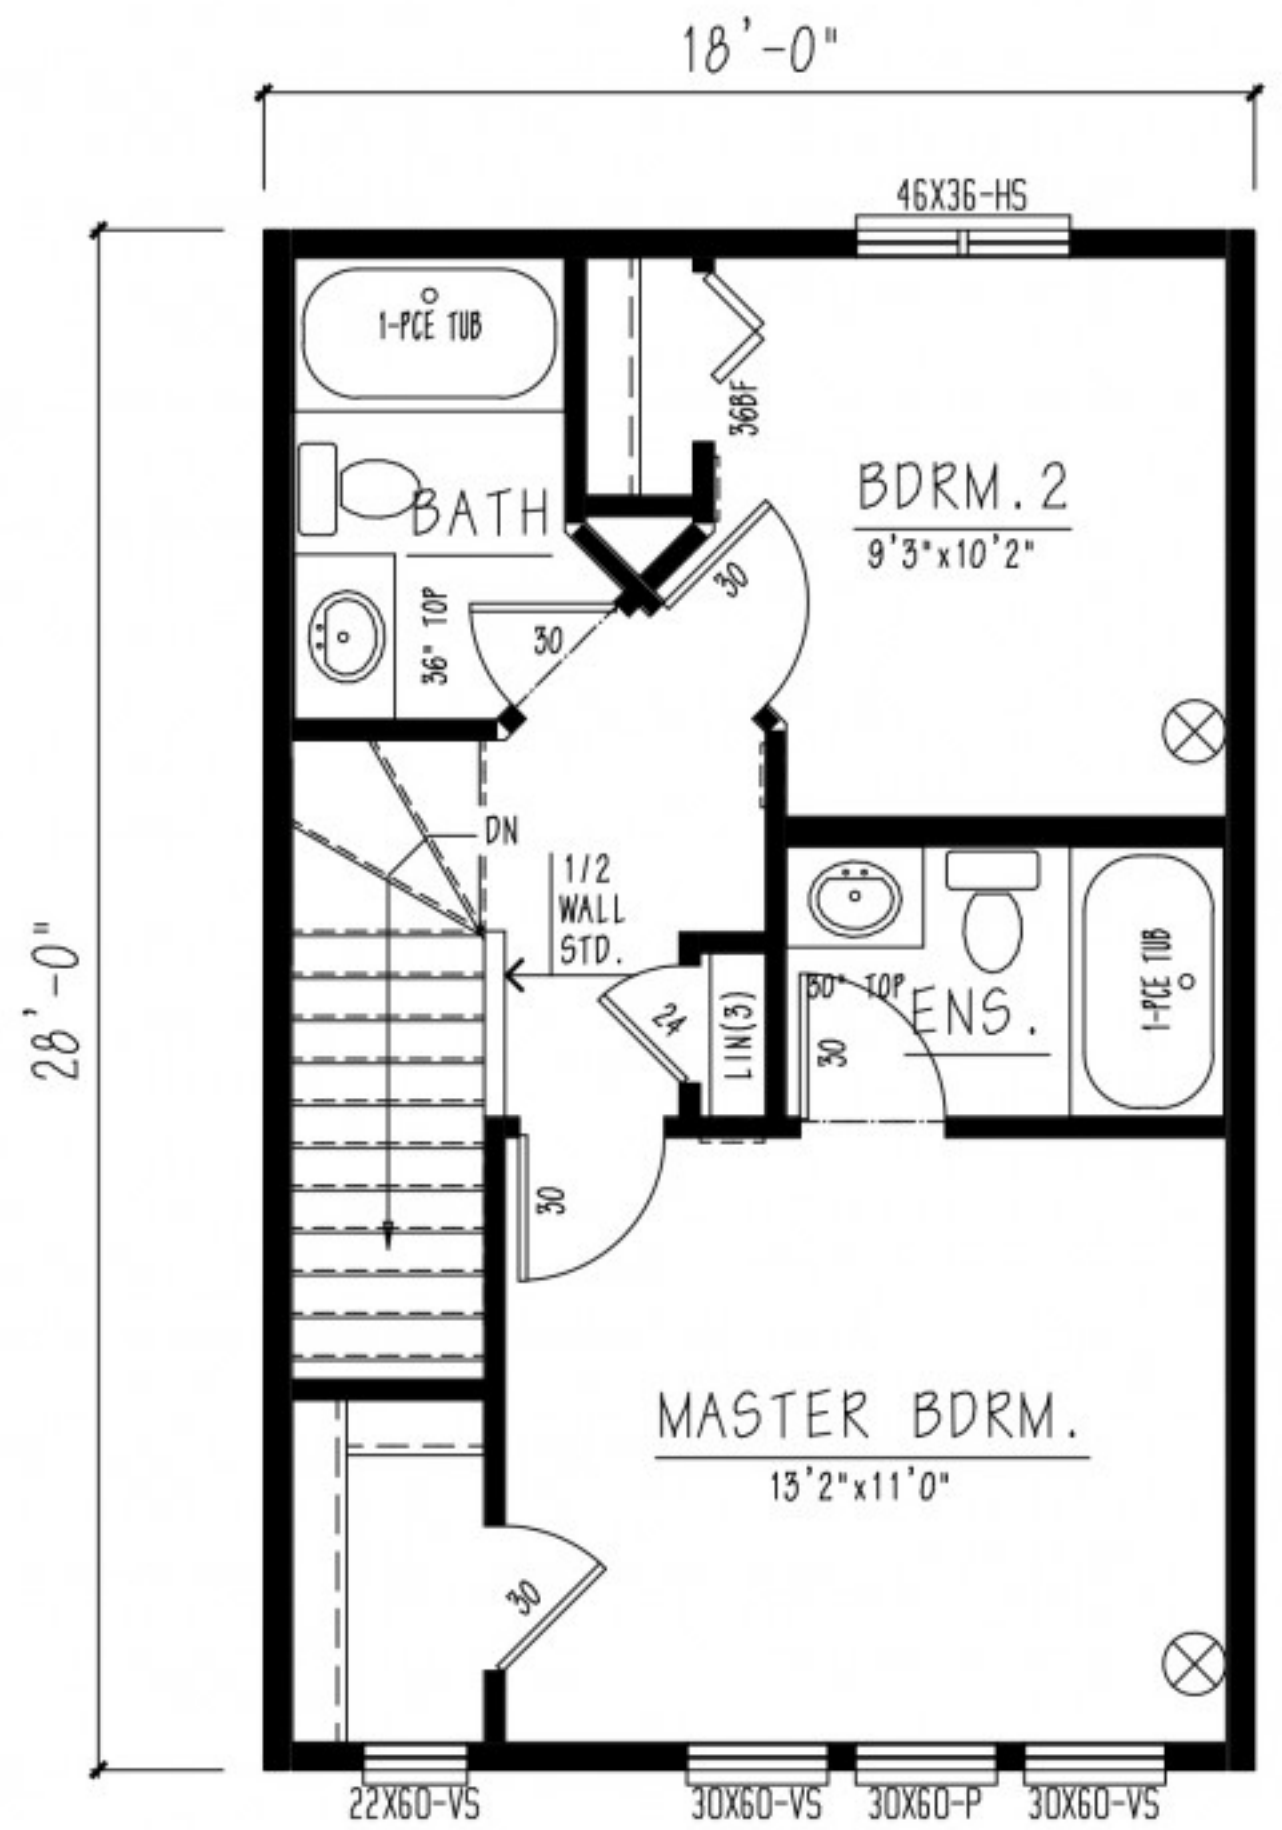 18'-0"
46X36-HS
1-PCE TUB
36BF
BDRM.2
9'3"x10'2"
BATH
30
36" TOP
30
DN
1/2
WALL
STD.
28'-0"
24
LIN(3)
30" TOP
ENS.
30
1-PCE TUB
30
MASTER BDRM.
13'2"x11'0"
30
22X60-VS
30X60-VS
30X60-P
30X60-VS